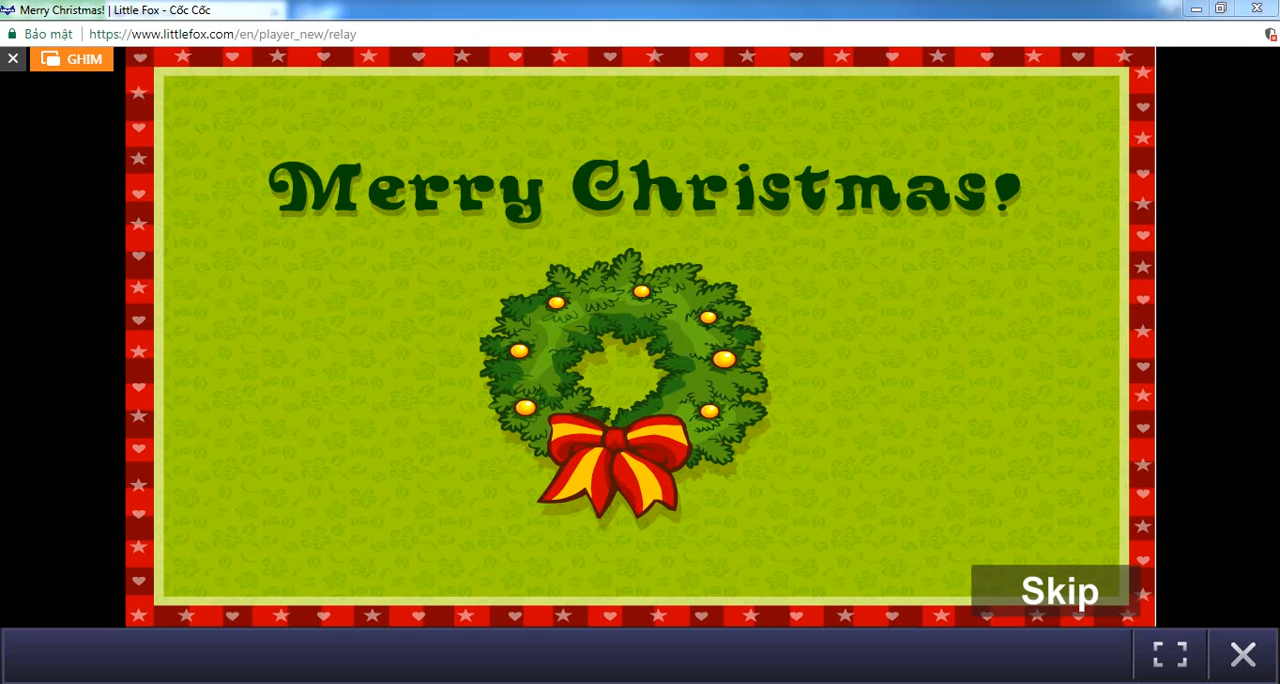 Merry Christmas! | Little Fox - Cốc Cốc
Bảo mật | https://www.littlefox.com/en/player_new/relay
GHIM
Merry Christmas!
Skip